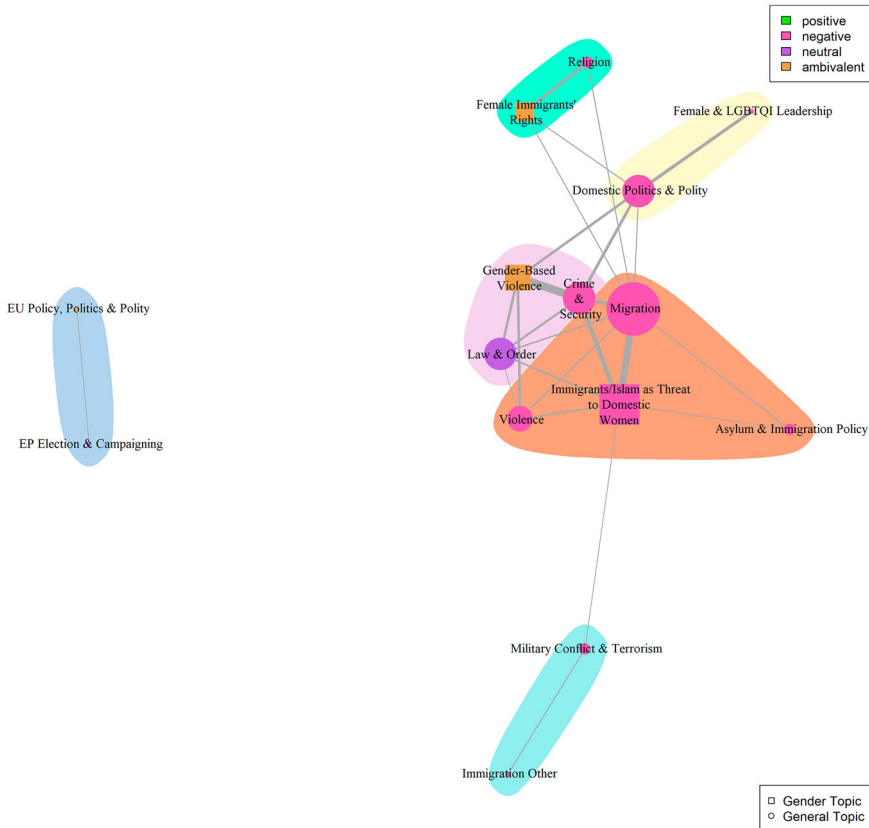 positive
negative
neutral
ambivalent
Religion
Female Immigrants'
Rights
Female & LGBTQI Leadership
Domestic Politics & Polity
Gender-Based
Violence
Crime
&
Security
Migration
EU Policy, Politics & Polity
Law & Order
Immigrants/Islam as Threat
to Domestic
Women
Violence
Asylum & Immigration Policy
EP Election & Campaigning
Military Conflict & Terrorism
Immigration Other
Gender Topic
General Topic